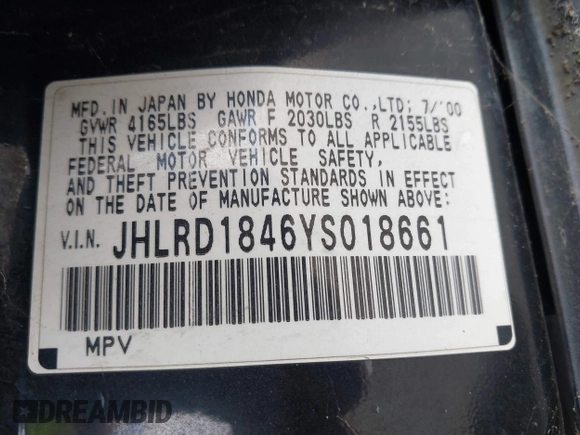 MFD. IN JAPAN BY HONDA MOTOR CO.,LTD; 7/'00
GVWR 4165LBS GAWR F 2030LBS R 2155LBS
THIS VEHICLE CONFORMS TO ALL APPLICABLE
FEDERAL MOTOR VEHICLE SAFETY,
AND THEFT PREVENTION STANDARDS IN EFFECT
ON THE DATE OF MANUFACTURE SHOWN ABOVE:
V.I.N. JHLRD1846YS018661
MPV
DREAMBID